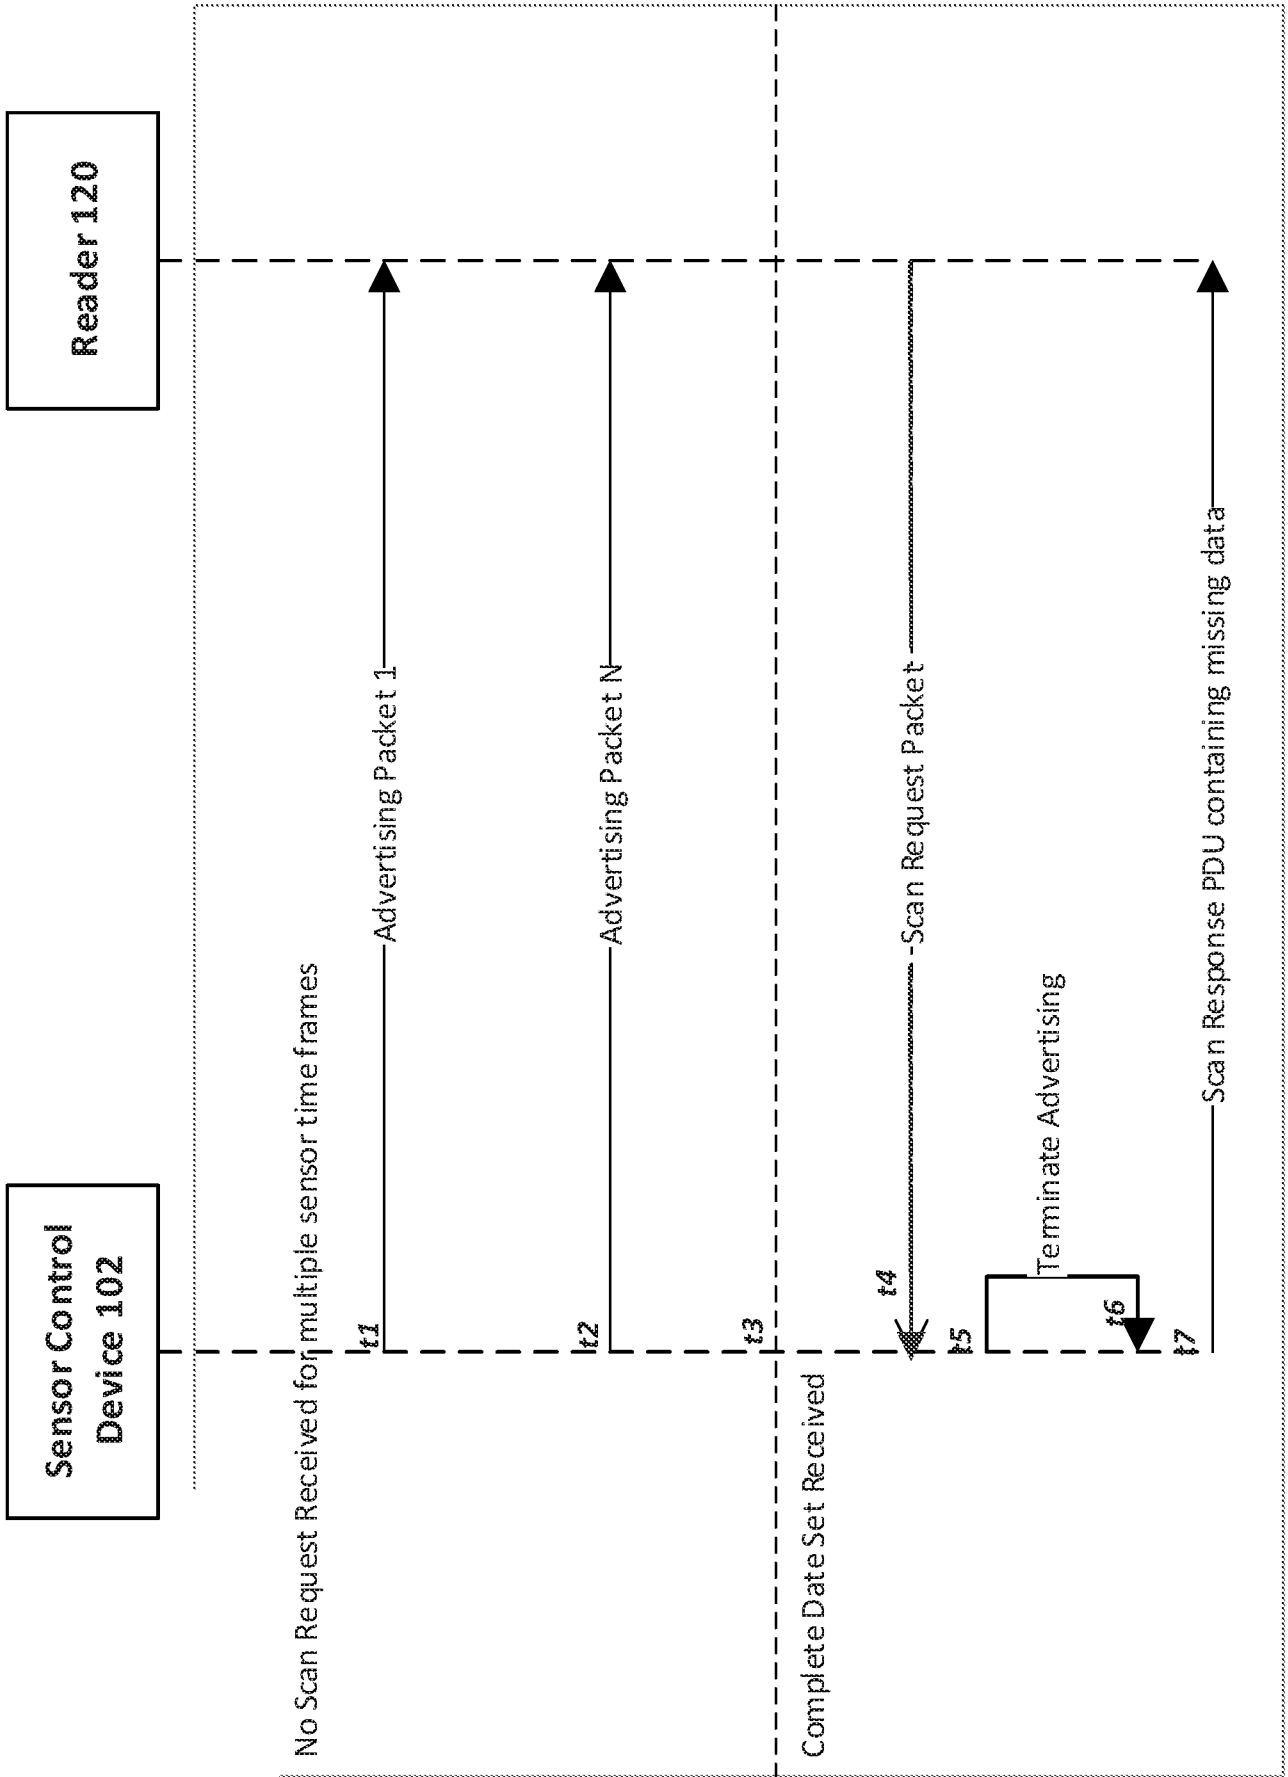 Sensor Control
Device 102
Reader 120
No Scan Request Received for multiple sensor time frames
t1
Advertising Packet 1
t2
Advertising Packet N
t3
Complete Date Set Received
t4
Scan Request Packet
t5
Terminate Advertising
t6
t7
Scan Response PDU containing missing data